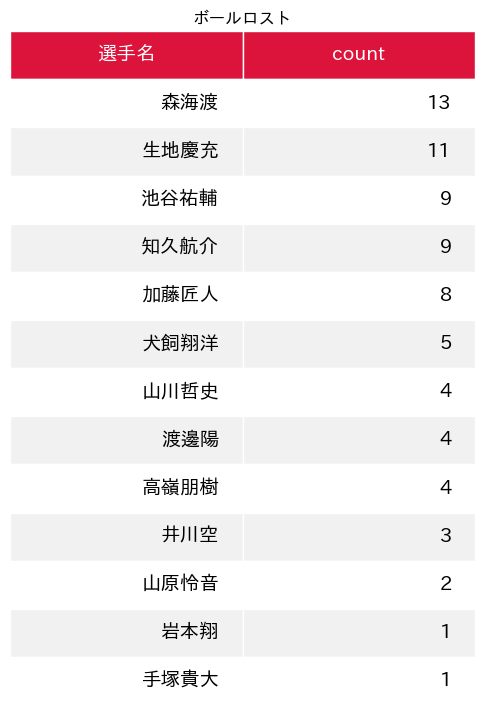 ボールロスト
選手名 count
森海渡 13
生地慶充 11
池谷祐輔 9
知久航介 9
加藤匠人 8
犬飼翔洋 5
山川哲史 4
渡邊陽 4
高嶺朋樹 4
井川空 3
山原怜音 2
岩本翔 1
手塚貴大 1